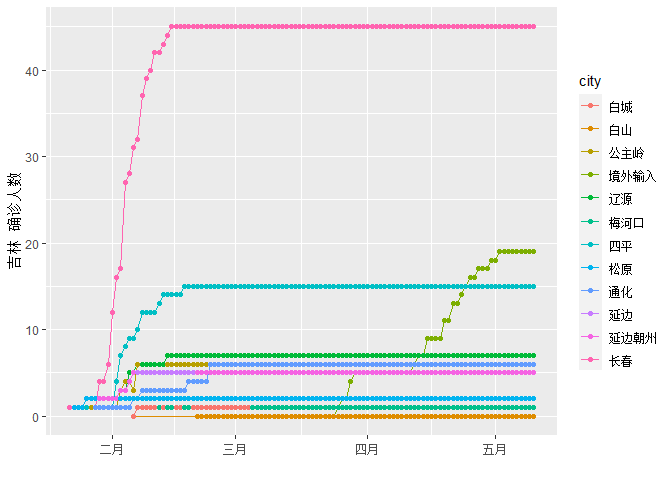 吉林 确诊人数
40
30
20
10
0
二月
三月
四月
五月
city
白城
白山
公主岭
境外输入
辽源
梅河口
四平
松原
通化
延边
延边朝州
长春